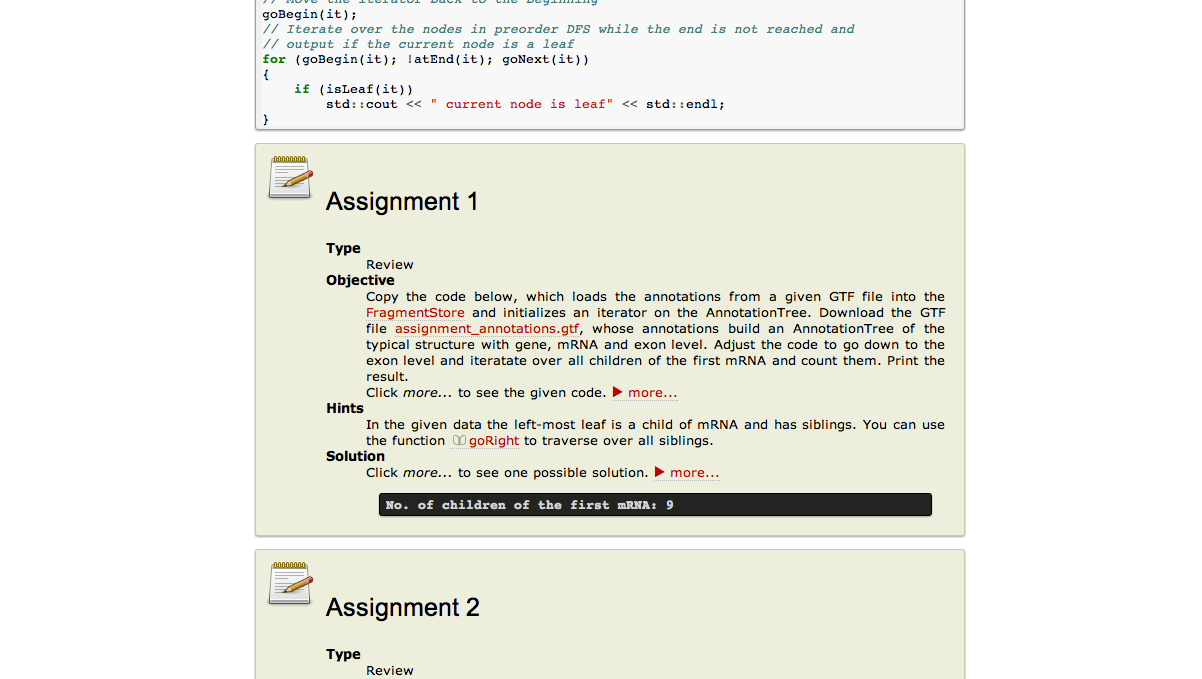 // Move the iterator back to the beginning
goBegin(it);
// Iterate over the nodes in preorder DFS while the end is not reached and
// output if the current node is a leaf
for (goBegin(it); !atEnd(it); goNext(it))
{
    if (isLeaf(it))
        std::cout << " current node is leaf" << std::endl;
}
Assignment 1
Type
Review
Objective
Copy the code below, which loads the annotations from a given GTF file into the
FragmentStore and initializes an iterator on the AnnotationTree. Download the GTF
file assignment_annotations.gtf, whose annotations build an AnnotationTree of the
typical structure with gene, mRNA and exon level. Adjust the code to go down to the
exon level and iteratate over all children of the first mRNA and count them. Print the
result.
Click more... to see the given code. ▶ more...
Hints
In the given data the left-most leaf is a child of mRNA and has siblings. You can use
the function goRight to traverse over all siblings.
Solution
Click more... to see one possible solution. ▶ more...
No. of children of the first mRNA: 9
Assignment 2
Type
Review